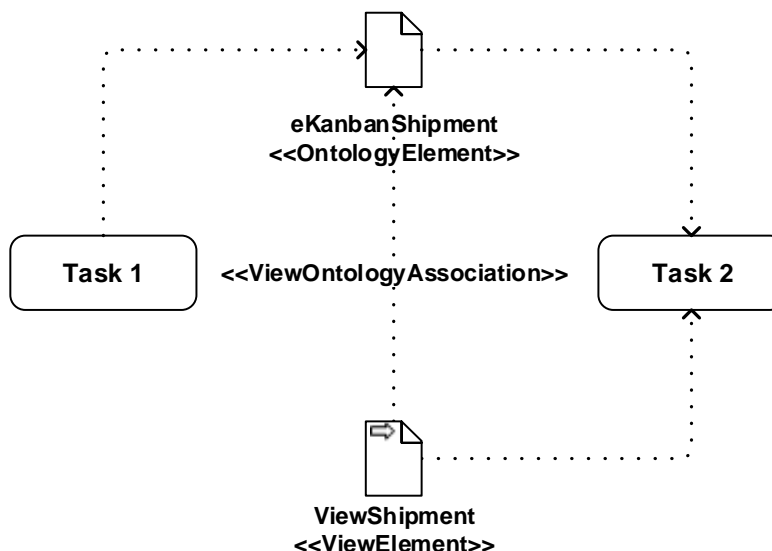 eKanbanShipment
<<OntologyElement>>
Task 1
<<ViewOntologyAssociation>>
Task 2
ViewShipment
<<ViewElement>>